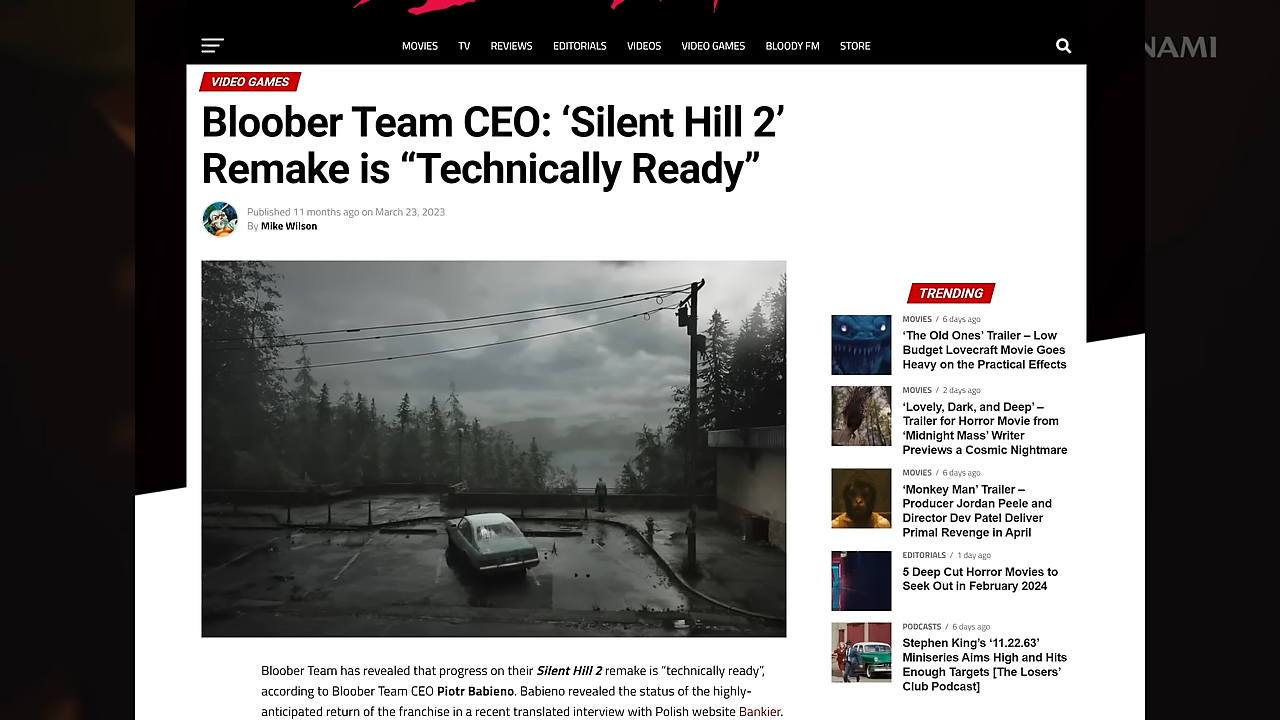 MOVIES TV REVIEWS EDITORIALS VIDEOS VIDEO GAMES BLOODY FM STORE
VIDEO GAMES
Bloober Team CEO: ‘Silent Hill 2’
Remake is “Technically Ready”
Published 11 months ago on March 23, 2023
By Mike Wilson
Bloober Team has revealed that progress on their Silent Hill 2 remake is “technically ready”,
according to Bloober Team CEO Piotr Babieno. Babieno revealed the status of the highly-
anticipated return of the franchise in a recent translated interview with Polish website Bankier.
TRENDING
MOVIES / 6 days ago
‘The Old Ones’ Trailer – Low
Budget Lovecraft Movie Goes
Heavy on the Practical Effects
MOVIES / 2 days ago
‘Lovely, Dark, and Deep’ –
Trailer for Horror Movie from
‘Midnight Mass’ Writer
Previews a Cosmic Nightmare
MOVIES / 6 days ago
‘Monkey Man’ Trailer –
Producer Jordan Peele and
Director Dev Patel Deliver
Primal Revenge in April
EDITORIALS / 1 day ago
5 Deep Cut Horror Movies to
Seek Out in February 2024
PODCASTS / 6 days ago
Stephen King’s ‘11.22.63’
Miniseries Aims High and Hits
Enough Targets [The Losers’
Club Podcast]